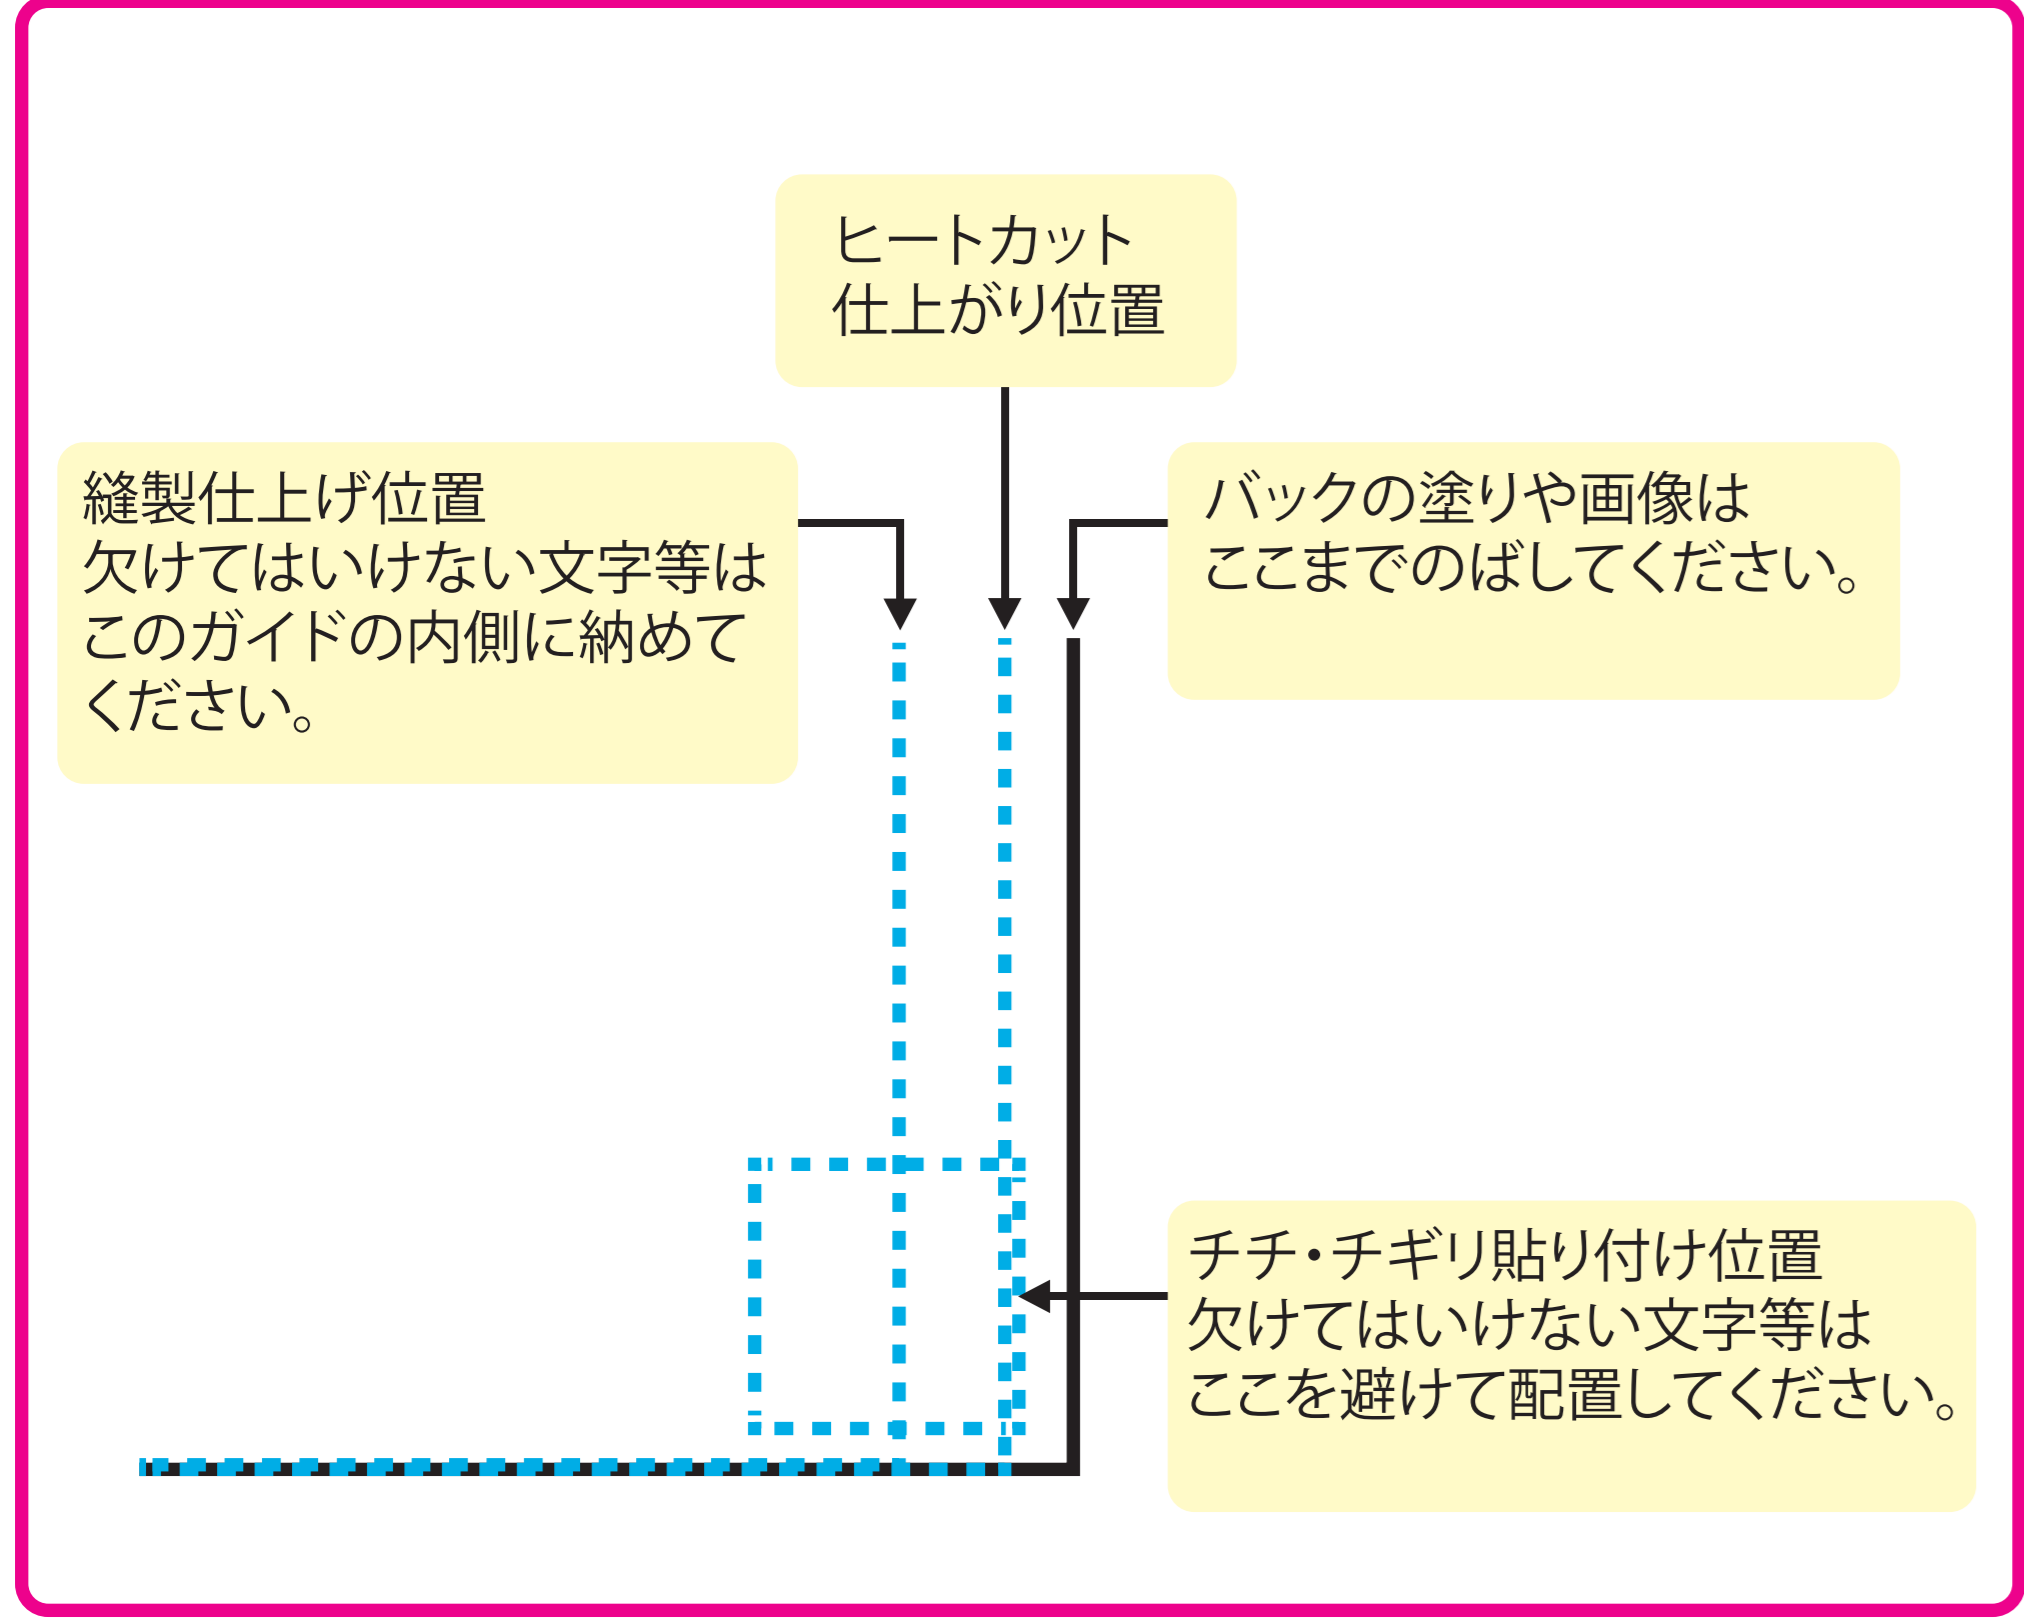 ヒートカット
仕上がり位置
縫製仕上げ位置
欠けてはいけない文字等は
このガイドの内側に納めて
ください。
バックの塗りや画像は
ここまでのばしてください。
チチ・チギリ貼り付け位置
欠けてはいけない文字等は
ここを避けて配置してください。